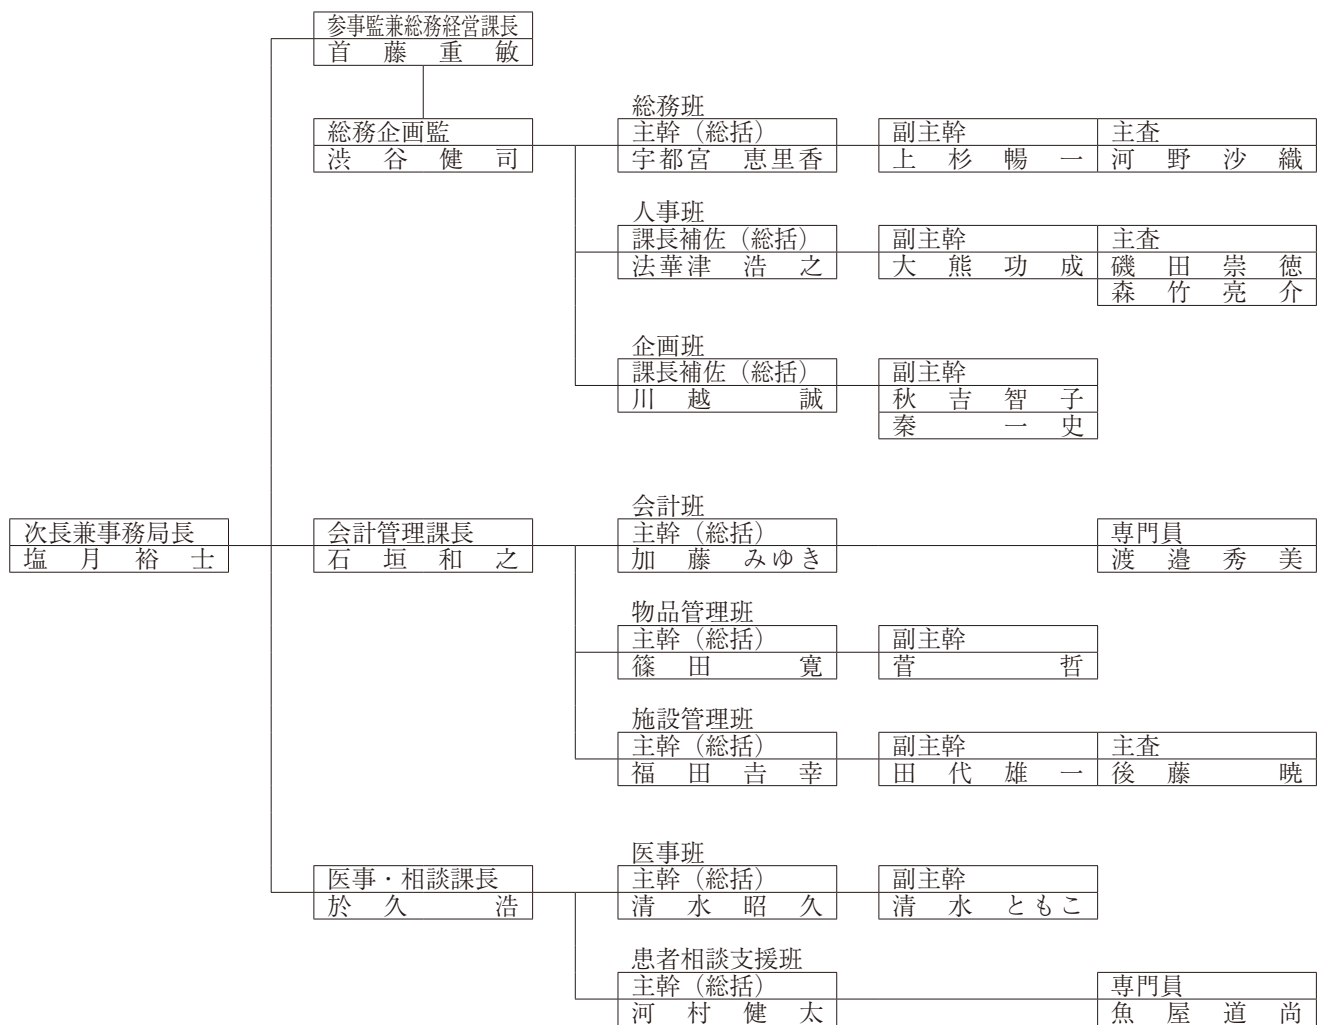 参事監兼総務経営課長
首藤重敏
総務班
総務企画監
主幹（総括）
副主幹
主査
渋谷健司
宇都宮　恵里香
上杉暢一
河野沙織
人事班
課長補佐（総括）
副主幹
主査
法華津浩之
大熊功成
磯田崇徳
森竹亮介
企画班
課長補佐（総括）
副主幹
川越　誠
秋吉智子
秦　一史
会計班
次長兼事務局長
会計管理課長
主幹（総括）
専門員
塩月裕士
石垣和之
加藤みゆき
渡邉秀美
物品管理班
主幹（総括）
副主幹
篠田　寛
菅　哲
施設管理班
主幹（総括）
副主幹
主査
福田𠮷幸
田代雄一
後藤　暁
医事班
医事・相談課長
主幹（総括）
副主幹
於久　浩
清水昭久
清水ともこ
患者相談支援班
主幹（総括）
専門員
河村健太
魚屋道尚